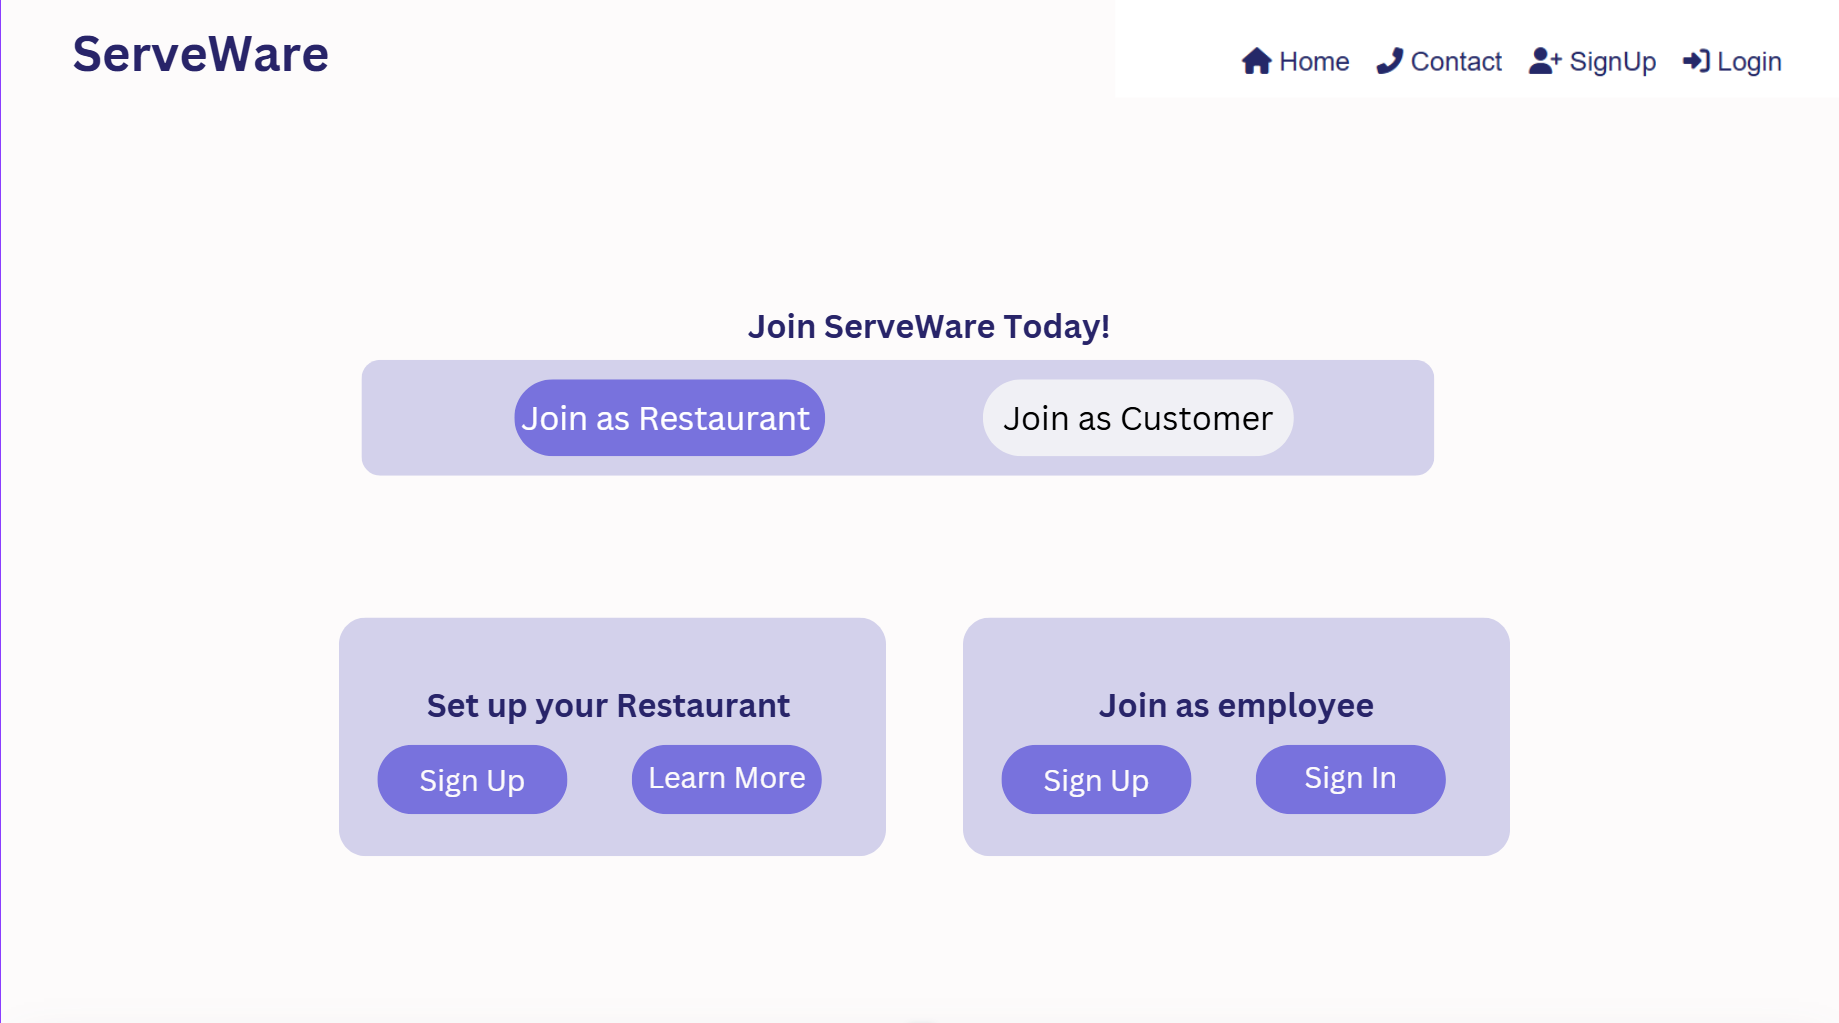 ServeWare
Home Contact SignUp Login
Join ServeWare Today!
Join as Restaurant Join as Customer
Set up your Restaurant
Sign Up Learn More
Join as employee
Sign Up Sign In